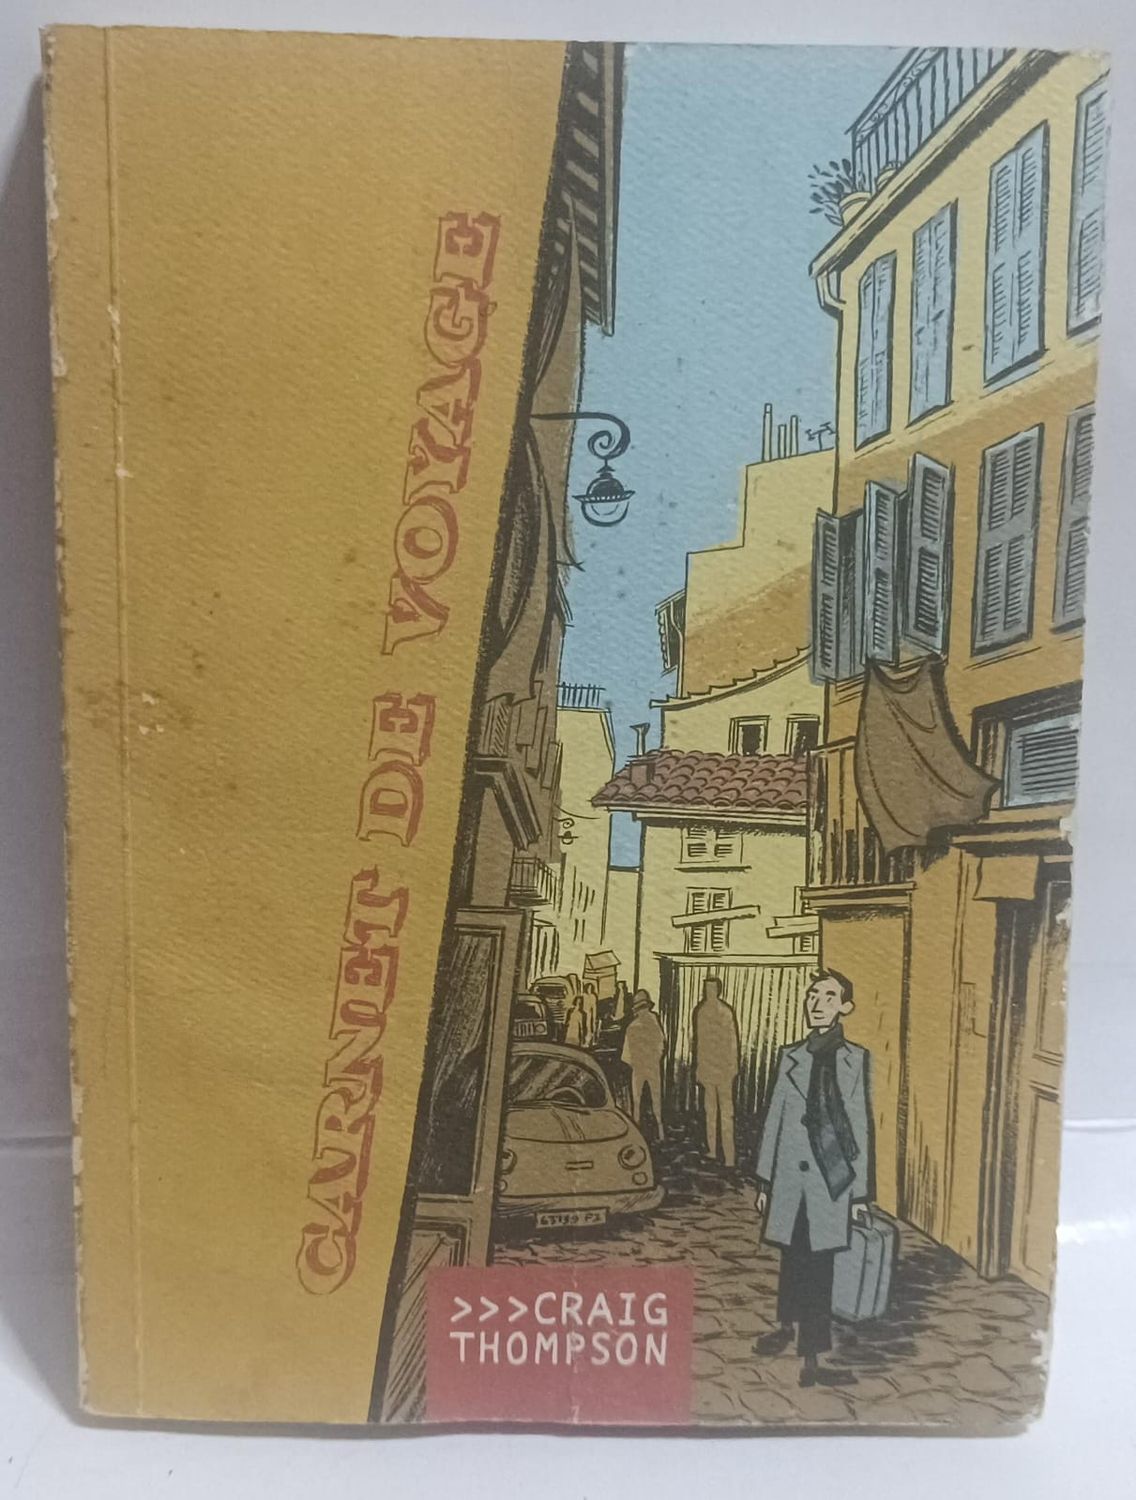 CARNET DE VOYAGE
>>>CRAIG
THOMPSON